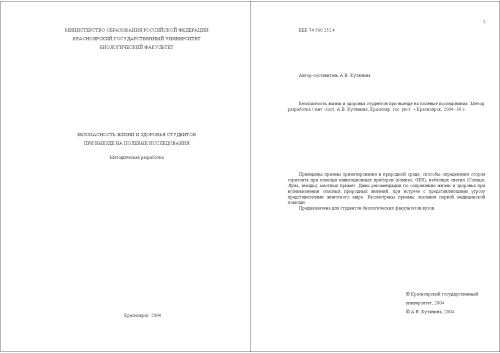 МИНИСТЕРСТВО ОБРАЗОВАНИЯ РОССИЙСКОЙ ФЕДЕРАЦИИ
КРАСНОЯРСКИЙ ГОСУДАРСТВЕННЫЙ УНИВЕРСИТЕТ
БИОЛОГИЧЕСКИЙ ФАКУЛЬТЕТ
БЕЗОПАСНОСТЬ ЖИЗНИ И ЗДОРОВЬЯ СТУДЕНТОВ
ПРИ ВЫЕЗДЕ НА ПОЛЕВЫЕ ИССЛЕДОВАНИЯ
Методическая разработка
Красноярск 2004
ББК 74.580.252.4
Автор-составитель А.В. Кутянина
Безопасность жизни и здоровья студентов при выезде на полевые исследования: Метод.
разработка / Авт.-сост. А.В. Кутянина; Краснояр. гос. ун-т. – Красноярск, 2004 -39 с.
Приведены приемы ориентирования в природной среде, способы определения сторон
горизонта при помощи навигационных приборов (компас, GPS), небесных светил (Солнце,
Луна, звезды), местных примет. Даны рекомендации по сохранению жизни и здоровья при
возникновении опасных природных явлений, при встрече с представляющими угрозу
представителями животного мира. Рассмотрены приемы оказания первой медицинской
помощи.
Предназначена для студентов биологических факультетов вузов.
© Красноярский государственный
университет, 2004
© А.В. Кутянина, 2004